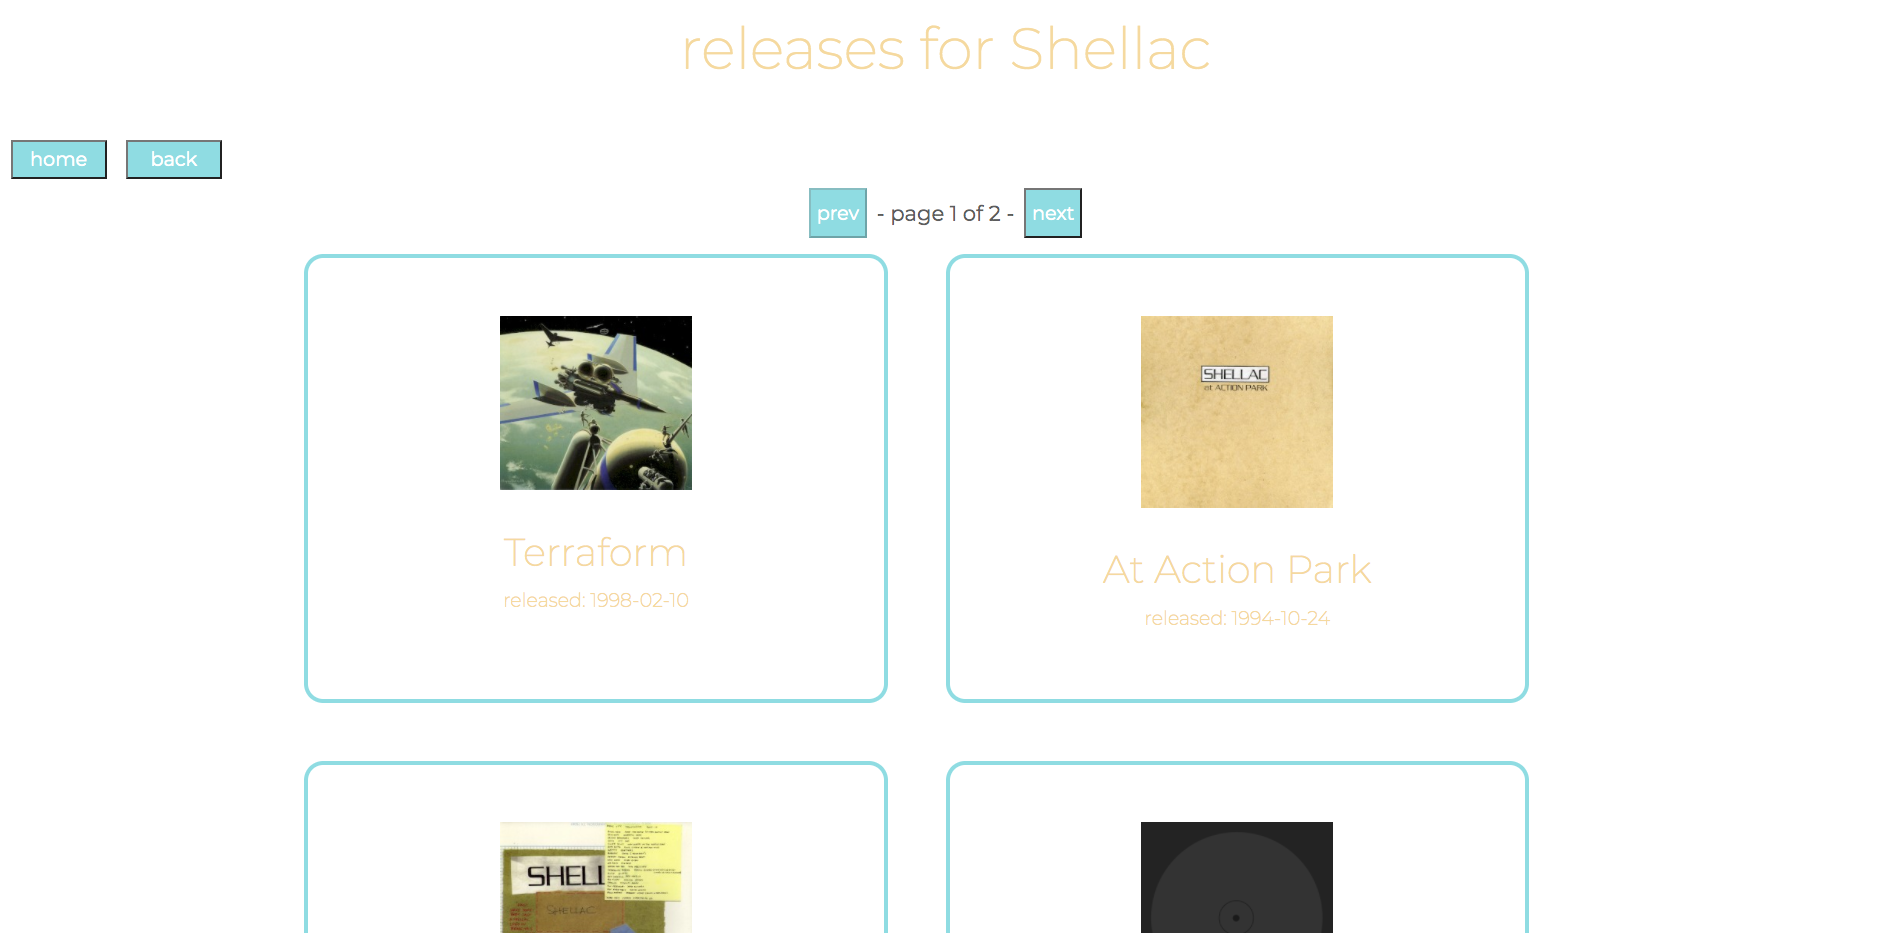 releases for Shellac
home back
prev - page 1 of 2 - next
SHELLAC
at ACTION PARK
Terraform
released: 1998-02-10
At Action Park
released: 1994-10-24
SHELL
SHELLAC